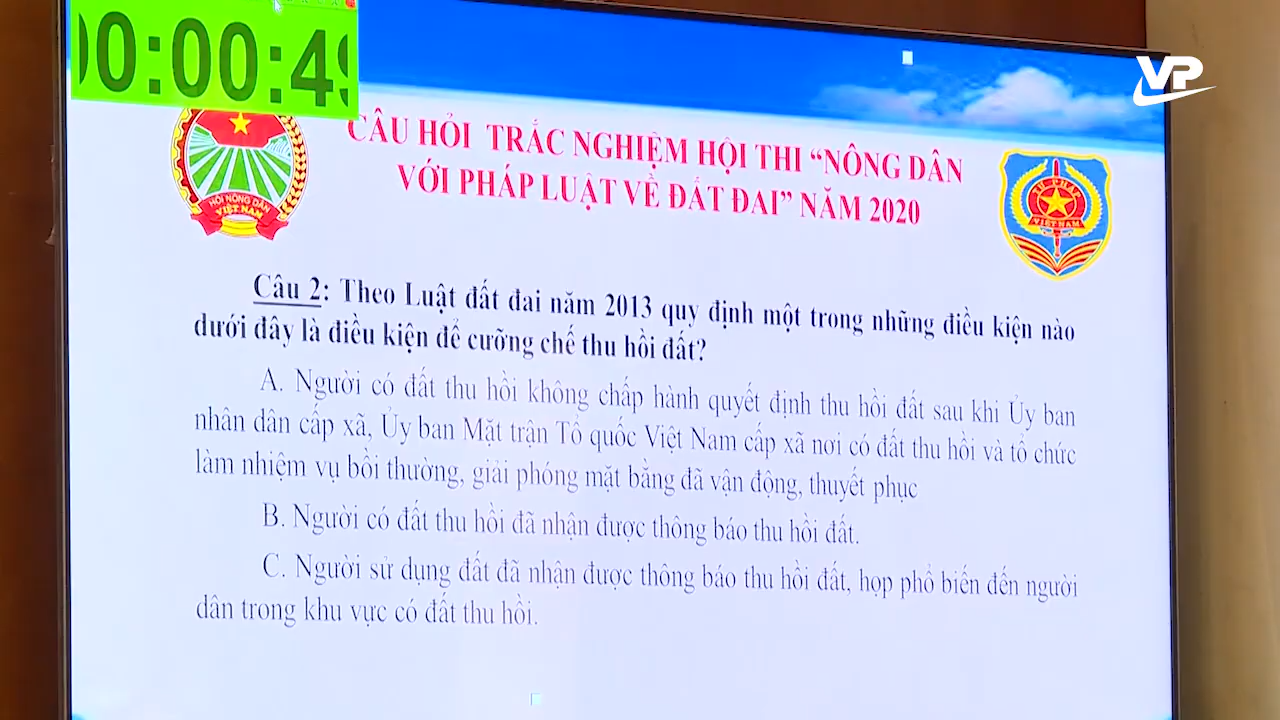 00:00:49
VP
CÂU HỎI TRẮC NGHIỆM HỘI THI “NÔNG DÂN
VỚI PHÁP LUẬT VỀ ĐẤT ĐAI” NĂM 2020
HỘI NÔNG DÂN
VIỆT NAM
TƯ PHÁP
VIỆT NAM
Câu 2: Theo Luật đất đai năm 2013 quy định một trong những điều kiện nào
dưới đây là điều kiện để cưỡng chế thu hồi đất?
A. Người có đất thu hồi không chấp hành quyết định thu hồi đất sau khi Ủy ban
nhân dân cấp xã, Ủy ban Mặt trận Tổ quốc Việt Nam cấp xã nơi có đất thu hồi và tổ chức
làm nhiệm vụ bồi thường, giải phóng mặt bằng đã vận động, thuyết phục
B. Người có đất thu hồi đã nhận được thông báo thu hồi đất.
C. Người sử dụng đất đã nhận được thông báo thu hồi đất, họp phổ biến đến người
dân trong khu vực có đất thu hồi.